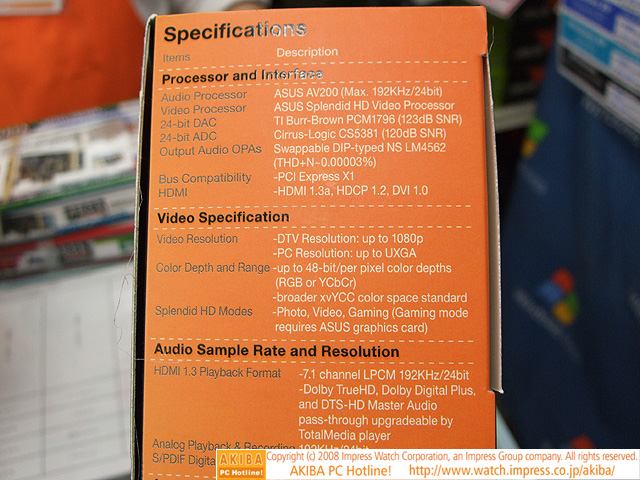 Specifications
Items Description
Processor and Interface
Audio Processor ASUS AV200 (Max. 192KHz/24bit)
Video Processor ASUS Splendid HD Video Processor
24-bit DAC TI Burr-Brown PCM1796 (123dB SNR)
24-bit ADC Cirrus-Logic CS5381 (120dB SNR)
Output Audio OPAs Swappable DIP-typed NS LM4562
(THD+N~0.00003%)
Bus Compatibility -PCI Express X1
HDMI -HDMI 1.3a, HDCP 1.2, DVI 1.0
Video Specification
Video Resolution -DTV Resolution: up to 1080p
-PC Resolution: up to UXGA
Color Depth and Range -up to 48-bit/per pixel color depths
(RGB or YCbCr)
-broader xvYCC color space standard
Splendid HD Modes -Photo, Video, Gaming (Gaming mode
requires ASUS graphics card)
Audio Sample Rate and Resolution
HDMI 1.3 Playback Format -7.1 channel LPCM 192KHz/24bit
-Dolby TrueHD, Dolby Digital Plus,
and DTS-HD Master Audio
pass-through upgradeable by
TotalMedia player
Analog Playback & Recording 192KHz/24bit
S/PDIF Digita
AKIBA
PC Hotline!
Copyright (c) 2008 Impress Watch Corporation, an Impress Group company. All rights reserved.
AKIBA PC Hotline! http://www.watch.impress.co.jp/akiba/